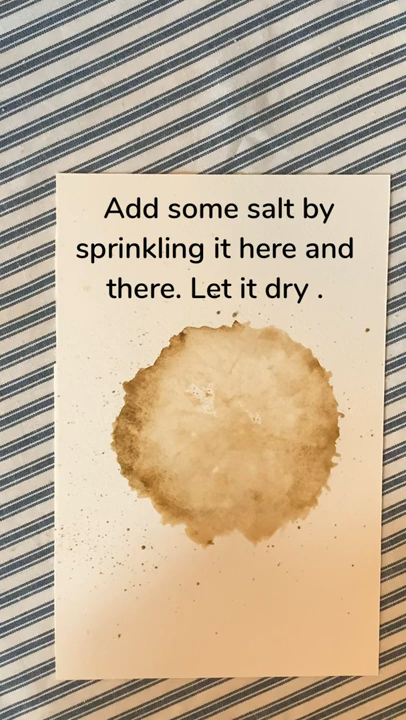 Add some salt by
sprinkling it here and
there. Let it dry .